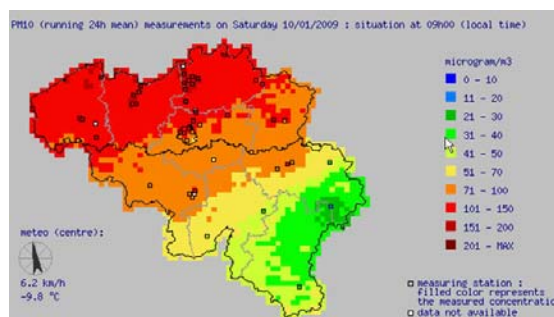 PM10 (running 24h mean) measurements on Saturday 10/01/2009 : situation at 09h00 (local time)
microgram/m3
0 - 10
11 - 20
21 - 30
31 - 40
41 - 50
51 - 70
71 - 100
101 - 150
151 - 200
201 - MAX
meteo (centre):
6.2 km/h
-9.8 °C
measuring station :
filled color represents
the measured concentratio
data not available